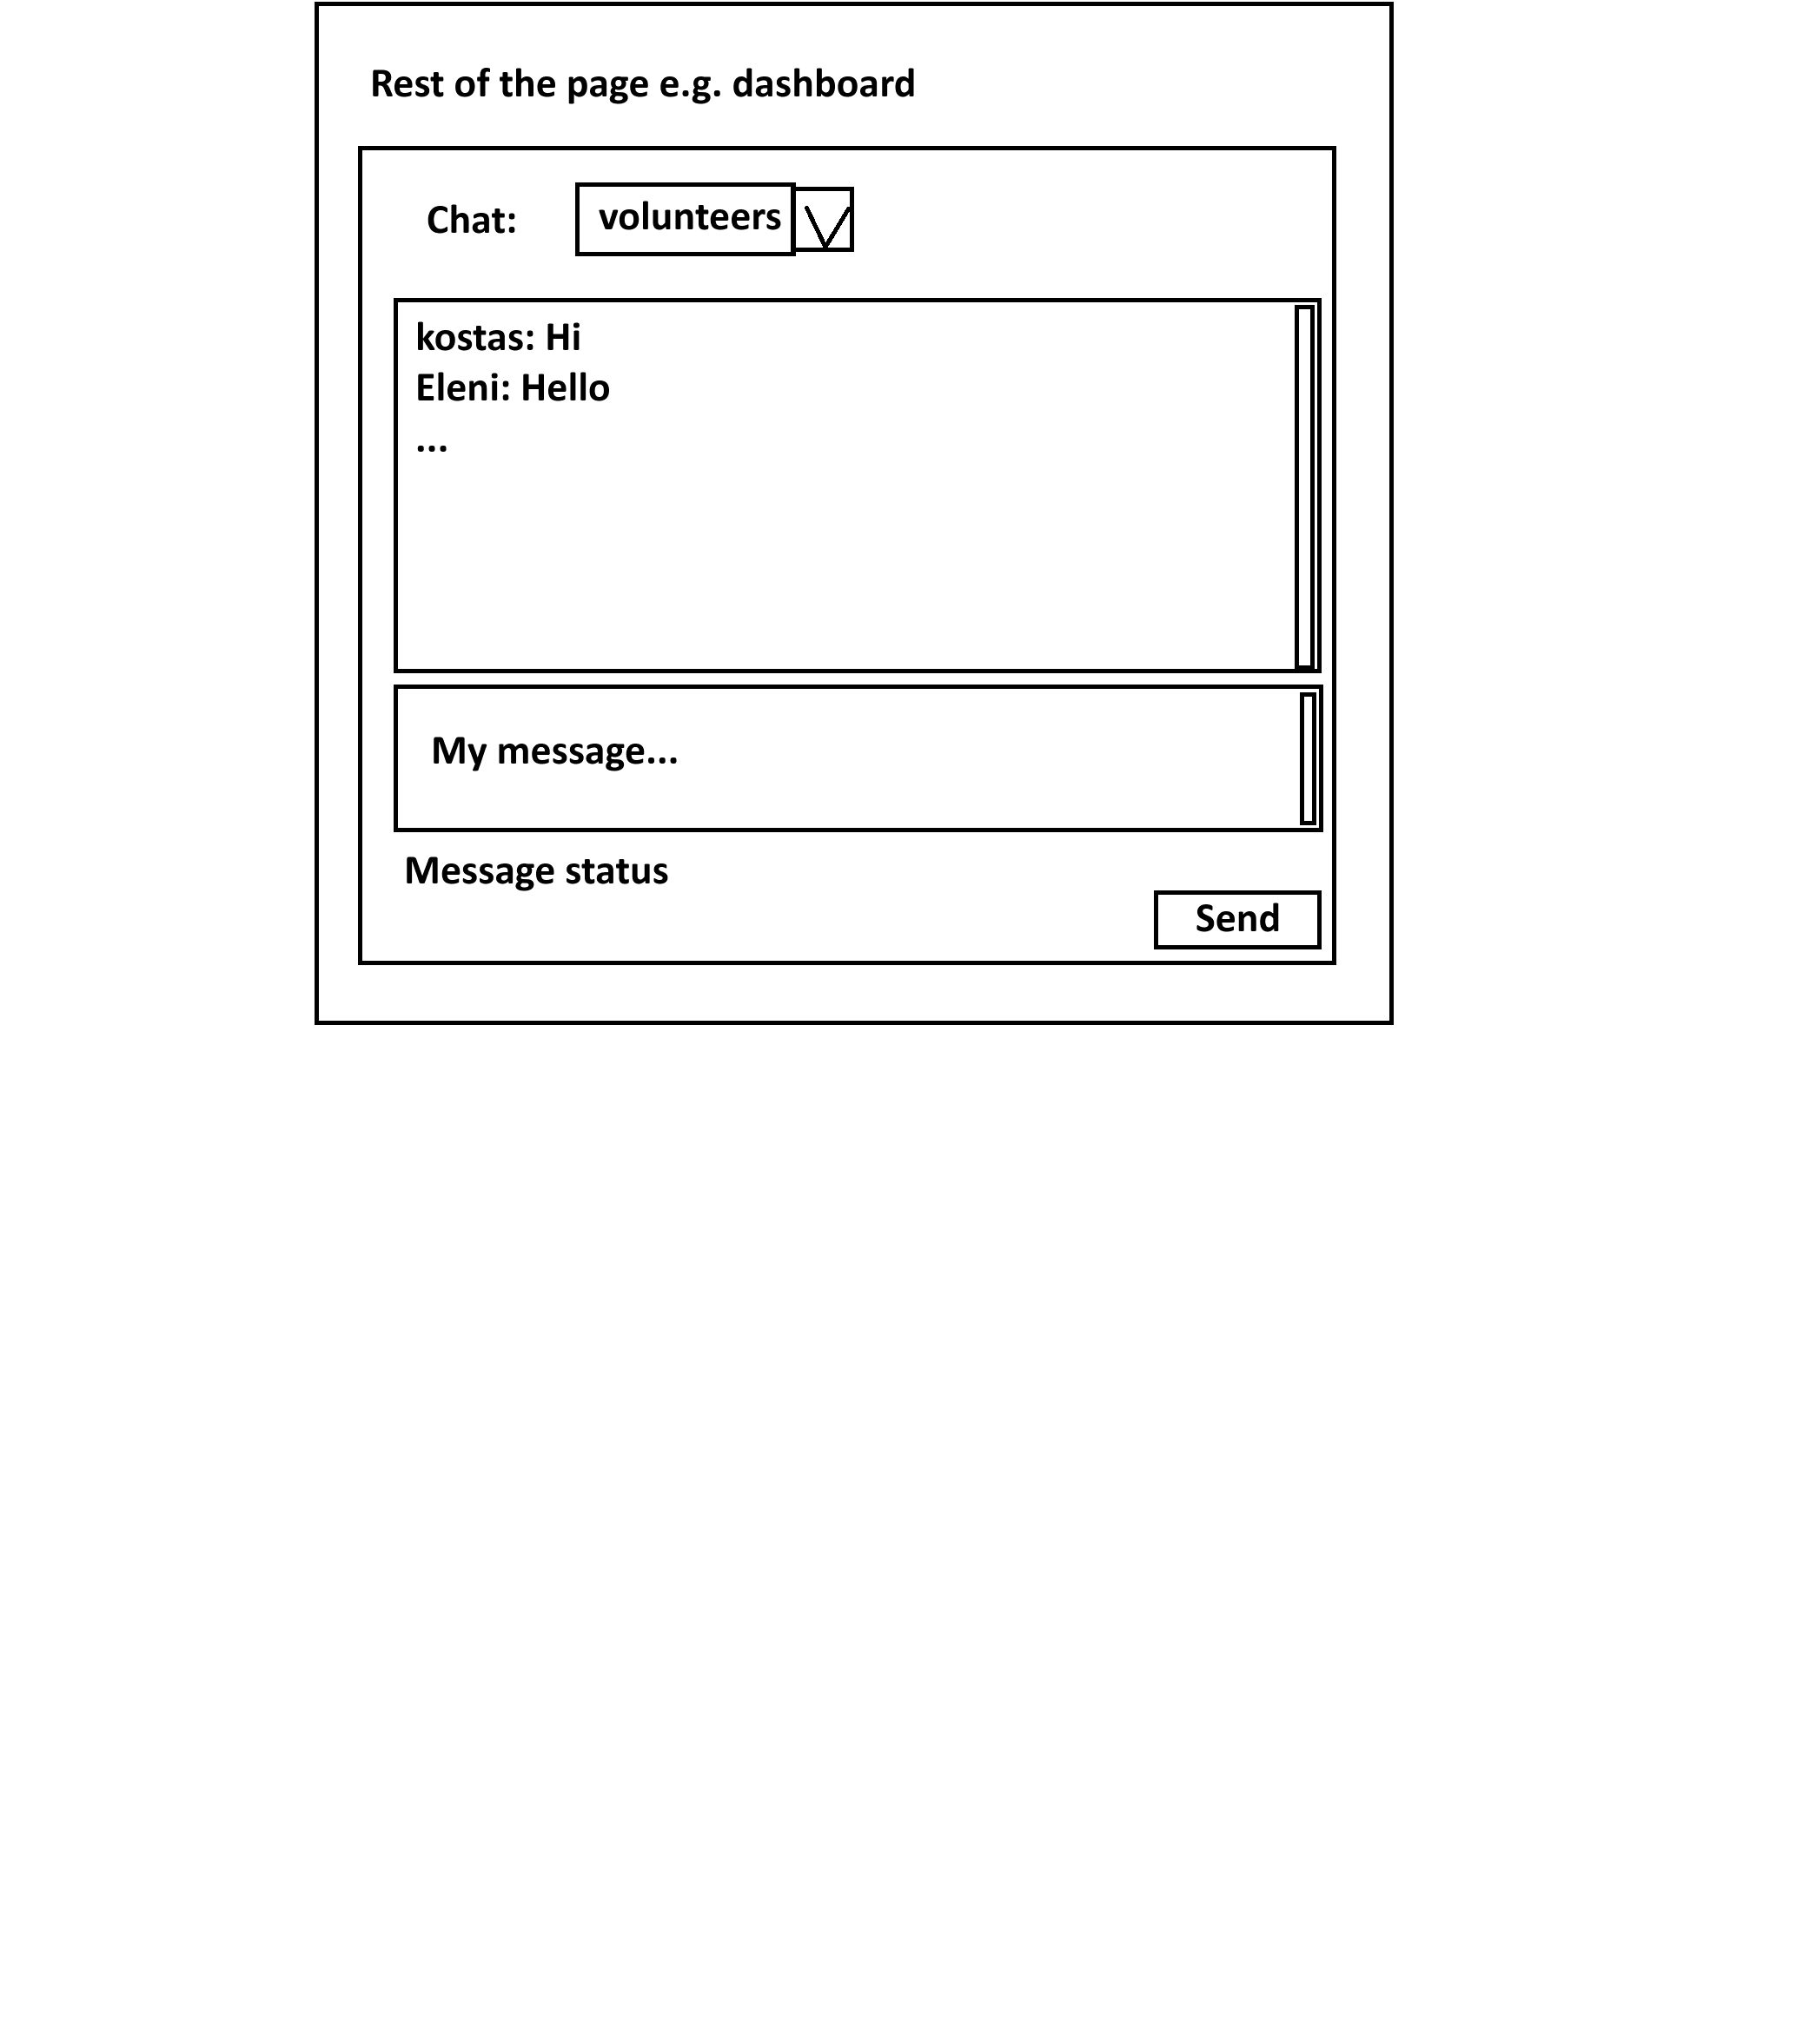 Rest of the page e.g. dashboard
Chat: volunteers
kostas: Hi
Eleni: Hello
...
My message...
Message status
Send